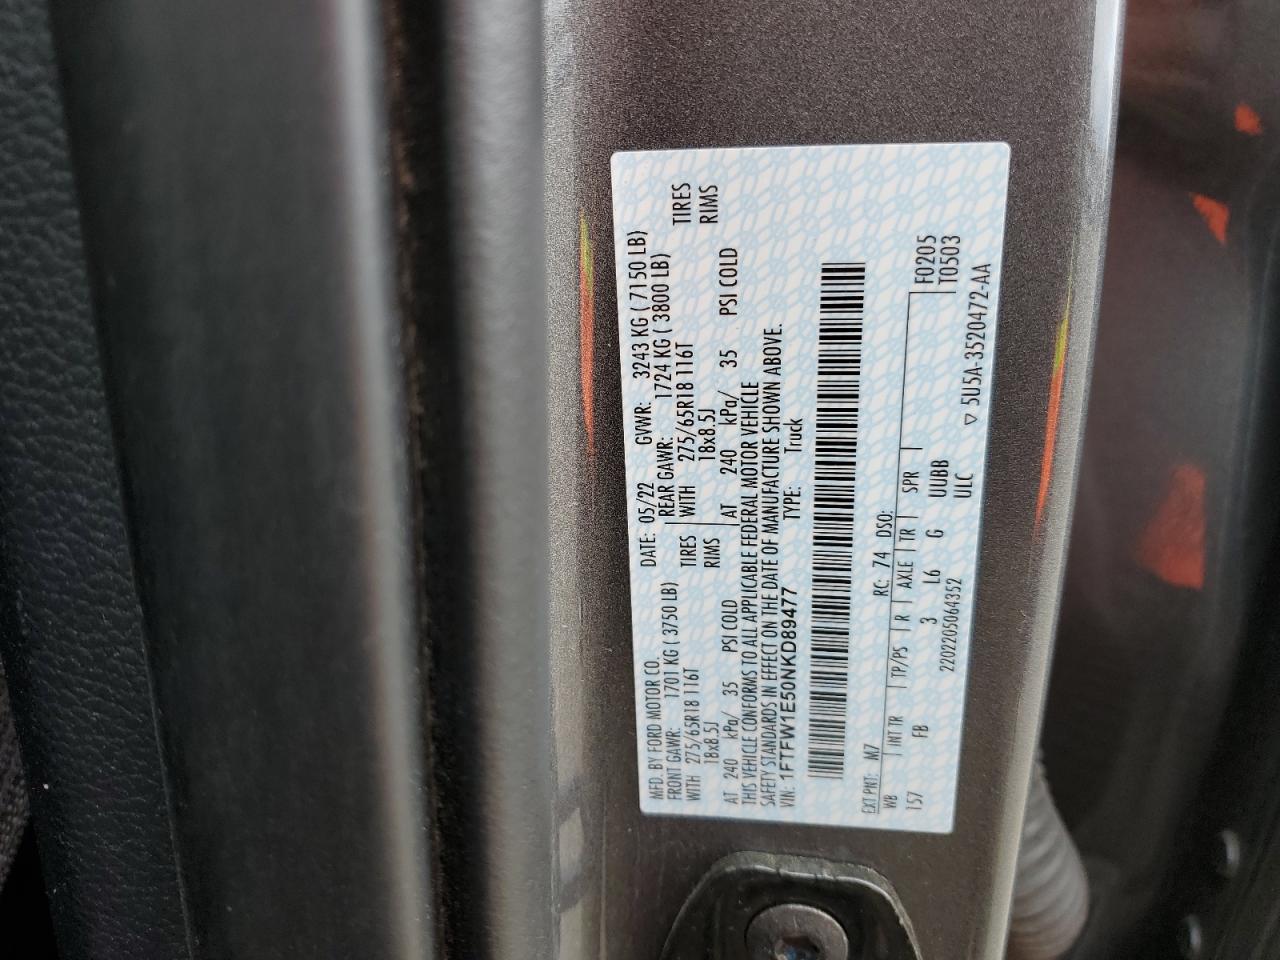 MFD. BY FORD MOTOR CO.
DATE: 05/22 GVWR: 3243 KG ( 7150 LB)
FRONT GAWR: 1701 KG ( 3750 LB) REAR GAWR: 1724 KG ( 3800 LB)
WITH 275/65R18 116T TIRES WITH 275/65R18 116T TIRES
18x8.5J RIMS 18x8.5J RIMS
AT 240 kPa/ 35 PSI COLD AT 240 kPa/ 35 PSI COLD
THIS VEHICLE CONFORMS TO ALL APPLICABLE FEDERAL MOTOR VEHICLE
SAFETY STANDARDS IN EFFECT ON THE DATE OF MANUFACTURE SHOWN ABOVE.
VIN: 1FTFW1E50NKD89477 TYPE: Truck
EXT PNT: M7 RC: 74 DSO:
WB INT TR TP/PS R AXLE TR SPR F0205
157 FB 3 L6 G UUBB T0503
2202205064352 ULC ▽ 5U5A-3520472-AA